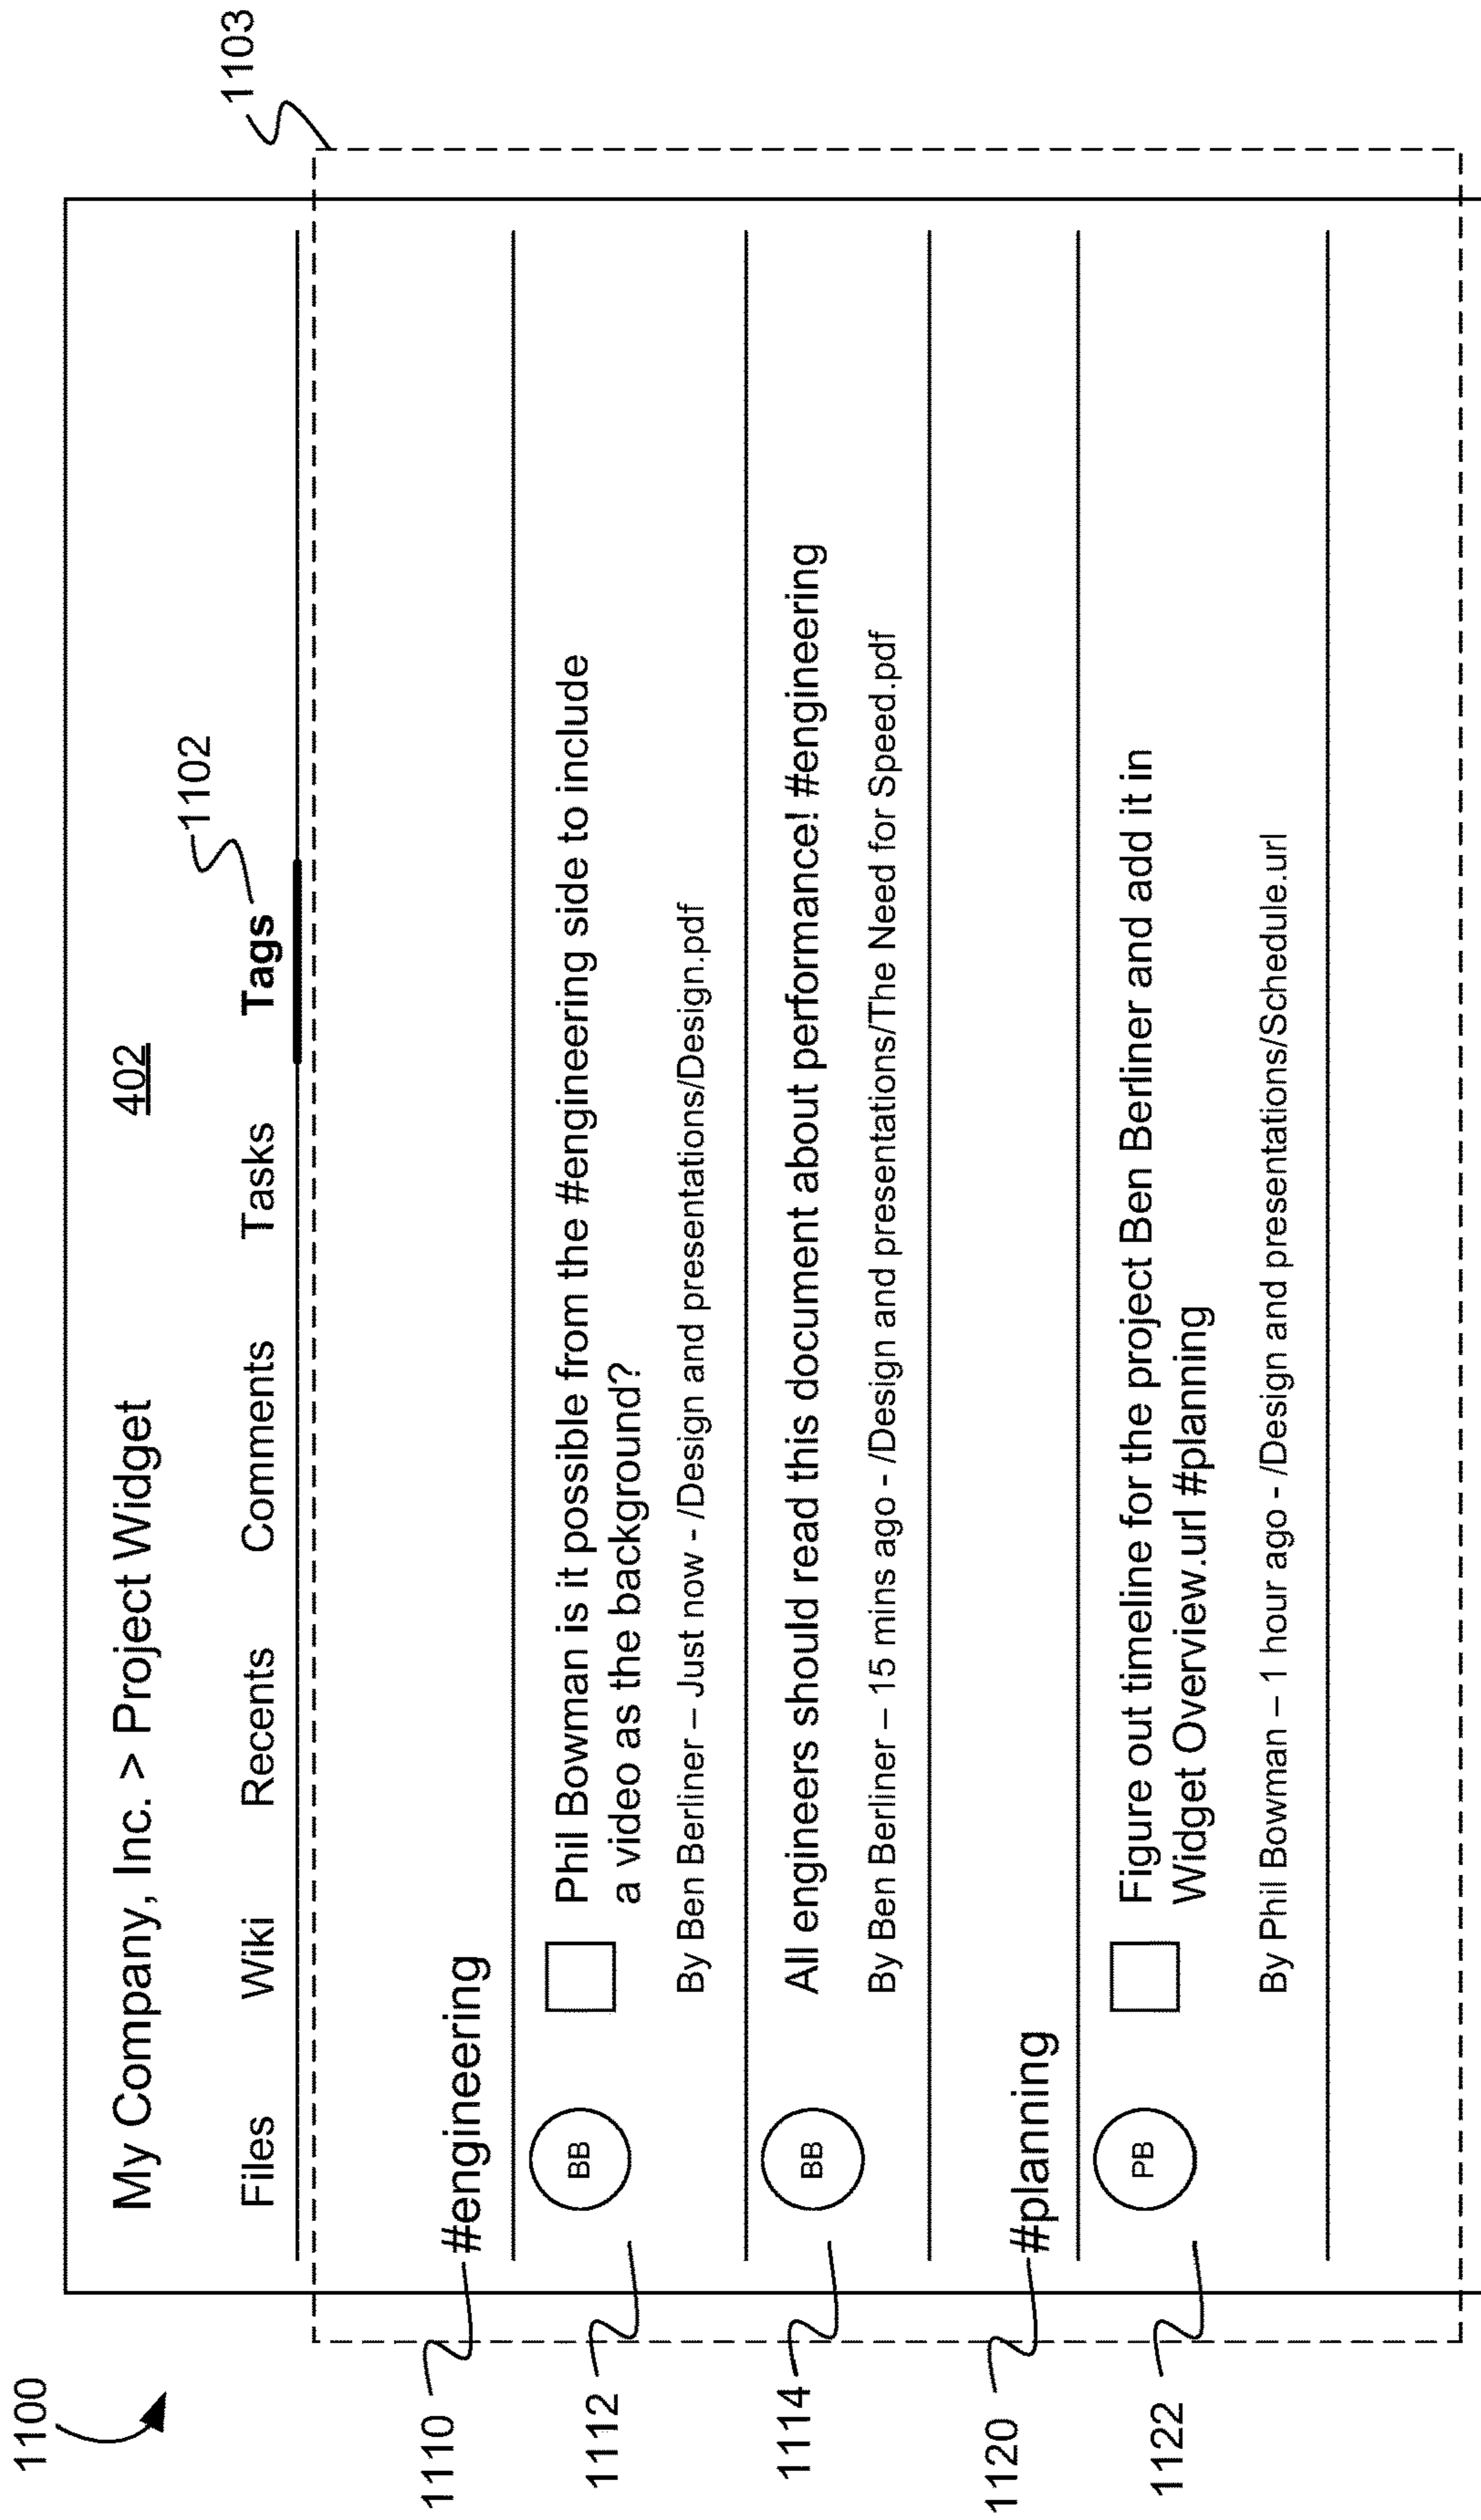 1100
My Company, Inc. > Project Widget
402
1103
Files
Wiki
Recents
Comments
Tasks
Tags
1102
1110
#engineering
1112
BB
Phil Bowman is it possible from the #engineering side to include
a video as the background?
By Ben Berliner – Just now - /Design and presentations/Design.pdf
1114
BB
All engineers should read this document about performance! #engineering
By Ben Berliner – 15 mins ago - /Design and presentations/The Need for Speed.pdf
1120
#planning
1122
PB
Figure out timeline for the project Ben Berliner and add it in
Widget Overview.url #planning
By Phil Bowman – 1 hour ago - /Design and presentations/Schedule.url